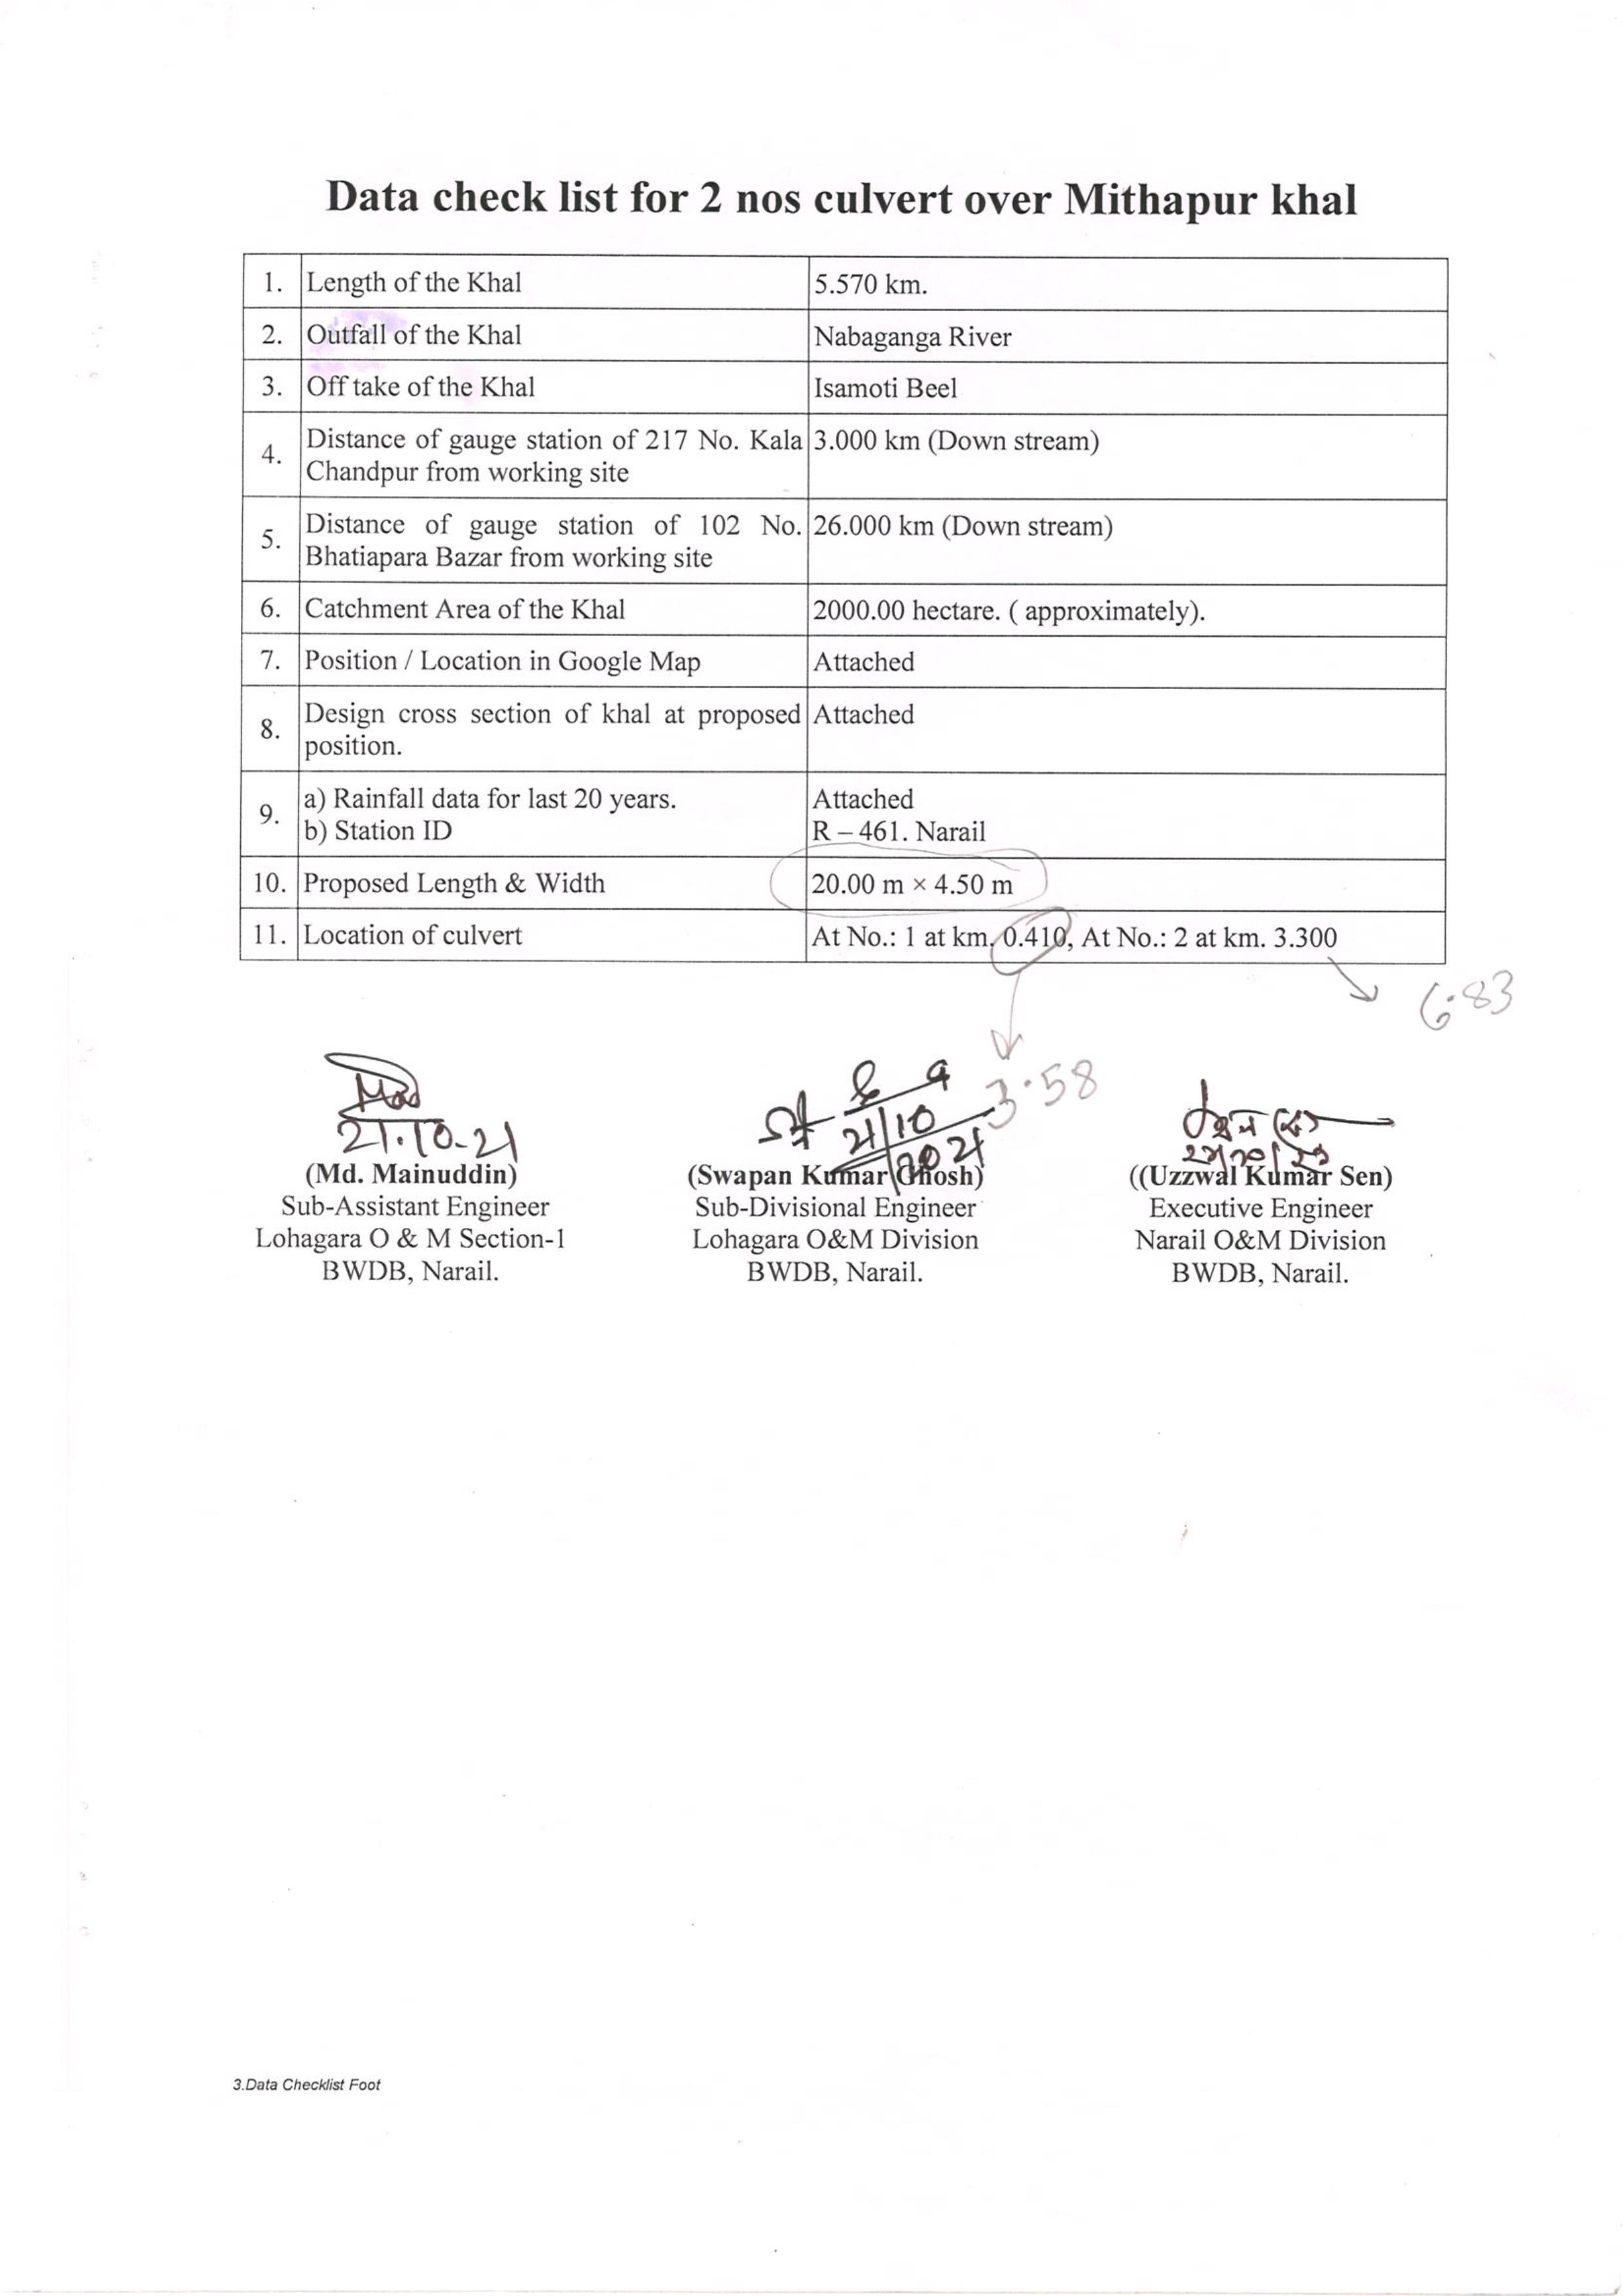 Data check list for 2 nos culvert over Mithapur khal
1. Length of the Khal 5.570 km.
2. Outfall of the Khal Nabaganga River
3. Off take of the Khal Isamoti Beel
4. Distance of gauge station of 217 No. Kala 3.000 km (Down stream)
Chandpur from working site
5. Distance of gauge station of 102 No. 26.000 km (Down stream)
Bhatiapara Bazar from working site
6. Catchment Area of the Khal 2000.00 hectare. ( approximately).
7. Position / Location in Google Map Attached
8. Design cross section of khal at proposed Attached
position.
9. a) Rainfall data for last 20 years. Attached
b) Station ID R – 461. Narail
10. Proposed Length & Width 20.00 m × 4.50 m
11. Location of culvert At No.: 1 at km. 0.410, At No.: 2 at km. 3.300
6.83
3.58
21.10-21 21/10
2021
(Md. Mainuddin) (Swapan Kumar Ghosh) ((Uzzwal Kumar Sen)
Sub-Assistant Engineer Sub-Divisional Engineer Executive Engineer
Lohagara O & M Section-1 Lohagara O&M Division Narail O&M Division
BWDB, Narail. BWDB, Narail. BWDB, Narail.
3.Data Checklist Foot